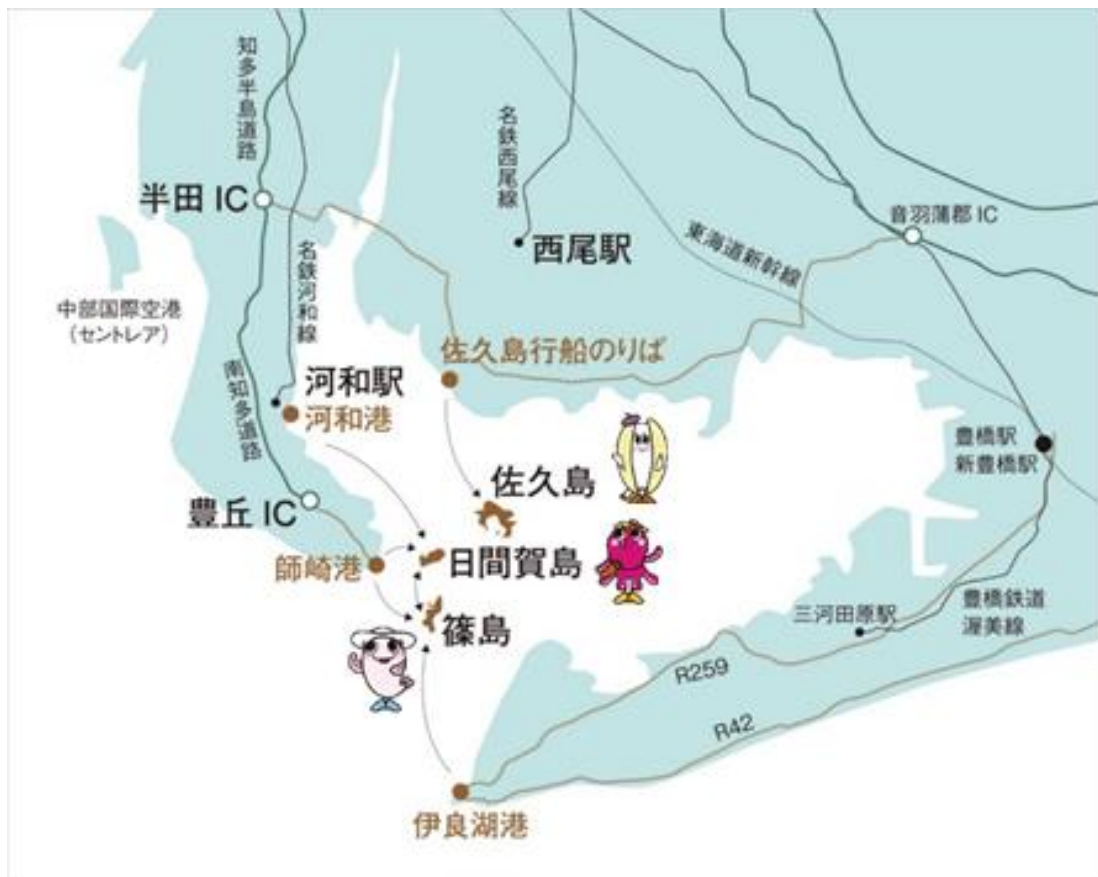 知多半島道路
名鉄西尾線
半田 IC
音羽蒲郡 IC
西尾駅
東海道新幹線
名鉄河和線
中部国際空港
(セントレア)
佐久島行船のりば
河和駅
河和港
南知多道路
豊橋駅
新豊橋駅
佐久島
豊丘 IC
師崎港
日間賀島
三河田原駅
豊橋鉄道
渥美線
篠島
R259
R42
伊良湖港